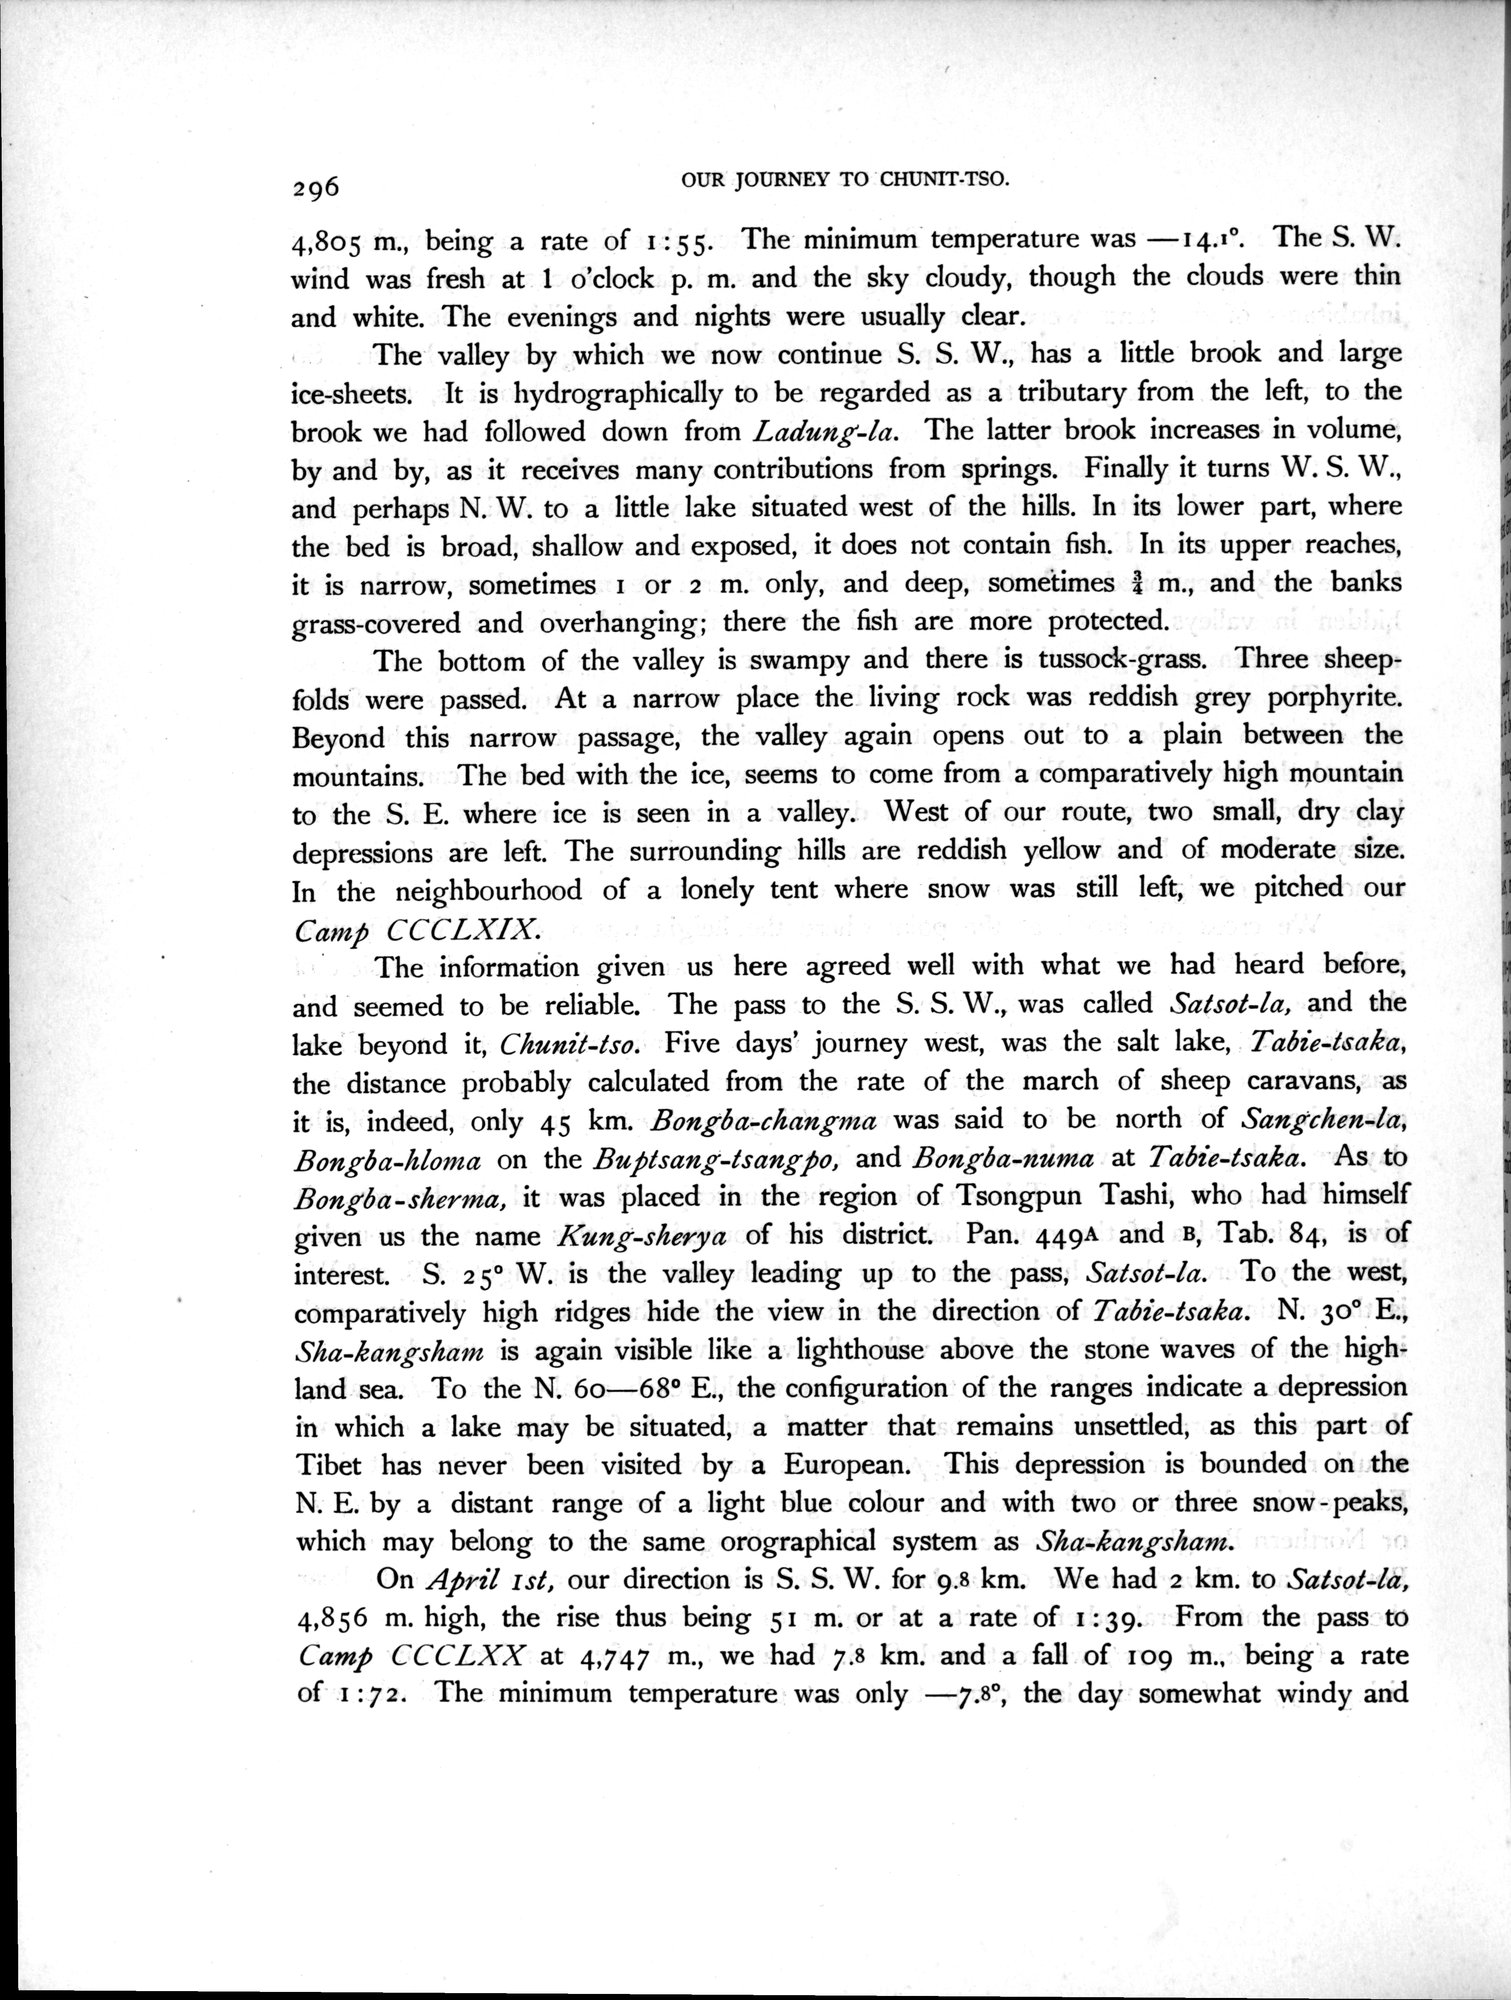 296
OUR JOURNEY TO CHUNIT-TSO.
4,805 m., being a rate of 1:55. The minimum temperature was —14.1°. The S. W.
wind was fresh at 1 o'clock p. m. and the sky cloudy, though the clouds were thin
and white. The evenings and nights were usually clear.
The valley by which we now continue S. S. W., has a little brook and large
ice-sheets. It is hydrographically to be regarded as a tributary from the left, to the
brook we had followed down from Ladung-la. The latter brook increases in volume,
by and by, as it receives many contributions from springs. Finally it turns W. S. W.,
and perhaps N. W. to a little lake situated west of the hills. In its lower part, where
the bed is broad, shallow and exposed, it does not contain fish. In its upper reaches,
it is narrow, sometimes 1 or 2 m. only, and deep, sometimes ¾ m., and the banks
grass-covered and overhanging; there the fish are more protected.
The bottom of the valley is swampy and there is tussock-grass. Three sheep-
folds were passed. At a narrow place the living rock was reddish grey porphyrite.
Beyond this narrow passage, the valley again opens out to a plain between the
mountains. The bed with the ice, seems to come from a comparatively high mountain
to the S. E. where ice is seen in a valley. West of our route, two small, dry clay
depressions are left. The surrounding hills are reddish yellow and of moderate size.
In the neighbourhood of a lonely tent where snow was still left, we pitched our
Camp CCCLXIX.
The information given us here agreed well with what we had heard before,
and seemed to be reliable. The pass to the S. S. W., was called Satsot-la, and the
lake beyond it, Chunit-tso. Five days' journey west, was the salt lake, Tabie-tsaka,
the distance probably calculated from the rate of the march of sheep caravans, as
it is, indeed, only 45 km. Bongba-changma was said to be north of Sangchen-la,
Bongba-hloma on the Buptsang-tsangpo, and Bongba-numa at Tabie-tsaka. As to
Bongba-sherma, it was placed in the region of Tsongpun Tashi, who had himself
given us the name Kung-sherya of his district. Pan. 449A and B, Tab. 84, is of
interest. S. 25° W. is the valley leading up to the pass, Satsot-la. To the west,
comparatively high ridges hide the view in the direction of Tabie-tsaka. N. 30° E.,
Sha-kangsham is again visible like a lighthouse above the stone waves of the high-
land sea. To the N. 60—68° E., the configuration of the ranges indicate a depression
in which a lake may be situated, a matter that remains unsettled, as this part of
Tibet has never been visited by a European. This depression is bounded on the
N. E. by a distant range of a light blue colour and with two or three snow-peaks,
which may belong to the same orographical system as Sha-kangsham.
On April 1st, our direction is S. S. W. for 9.8 km. We had 2 km. to Satsot-la,
4,856 m. high, the rise thus being 51 m. or at a rate of 1:39. From the pass to
Camp CCCLXX at 4,747 m., we had 7.8 km. and a fall of 109 m., being a rate
of 1:72. The minimum temperature was only —7.8°, the day somewhat windy and